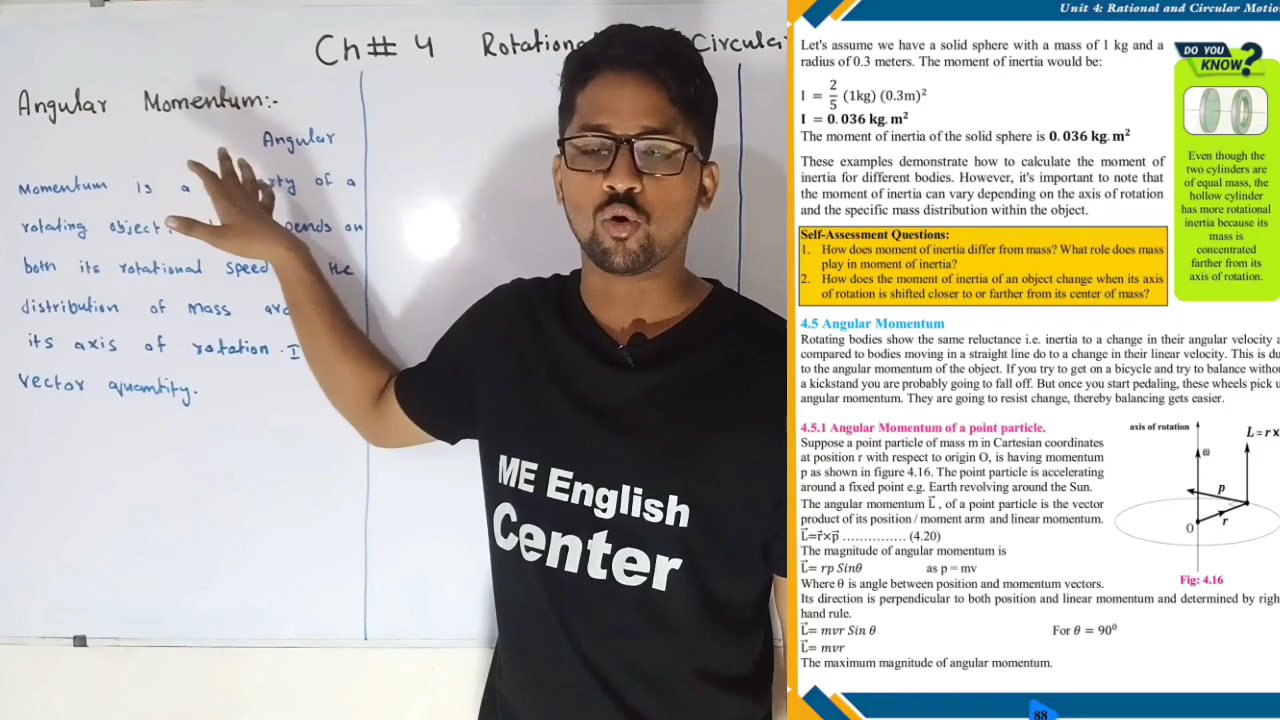 Ch # 4 Rotational Circular
Angular Momentum:-
Angular
Momentum is a of a
rotating object. depends on
both its rotational speed the
distribution of mass
its axis of rotation.
vector quantity.
ME English
Center
Unit 4: Rational and Circular Motion
Let's assume we have a solid sphere with a mass of 1 kg and a
radius of 0.3 meters. The moment of inertia would be:
I = 2/5 (1kg) (0.3m)²
I = 0.036 kg.m²
The moment of inertia of the solid sphere is 0.036 kg.m²
These examples demonstrate how to calculate the moment of
inertia for different bodies. However, it's important to note that
the moment of inertia can vary depending on the axis of rotation
and the specific mass distribution within the object.
Self-Assessment Questions:
1. How does moment of inertia differ from mass? What role does mass
play in moment of inertia?
2. How does the moment of inertia of an object change when its axis
of rotation is shifted closer to or farther from its center of mass?
DO YOU
KNOW?
Even though the
two cylinders are
of equal mass, the
hollow cylinder
has more rotational
inertia because its
mass is
concentrated
farther from its
axis of rotation.
4.5 Angular Momentum
Rotating bodies show the same reluctance i.e. inertia to a change in their angular velocity a
compared to bodies moving in a straight line do to a change in their linear velocity. This is du
to the angular momentum of the object. If you try to get on a bicycle and try to balance witho
a kickstand you are probably going to fall off. But once you start pedaling, these wheels pick u
angular momentum. They are going to resist change, thereby balancing gets easier.
4.5.1 Angular Momentum of a point particle.
Suppose a point particle of mass m in Cartesian coordinates
at position r with respect to origin O, is having momentum
p as shown in figure 4.16. The point particle is accelerating
around a fixed point e.g. Earth revolving around the Sun.
The angular momentum L⃗ , of a point particle is the vector
product of its position / moment arm and linear momentum.
L⃗=r⃗×p⃗ …………… (4.20)
The magnitude of angular momentum is
L⃗= rp Sinθ as p = mv
Where θ is angle between position and momentum vectors.
Its direction is perpendicular to both position and linear momentum and determined by righ
hand rule.
L⃗= mvr Sin θ For θ = 90⁰
L⃗= mvr
The maximum magnitude of angular momentum.
axis of rotation
L = r×
ω
p
O
r
Fig: 4.16
88